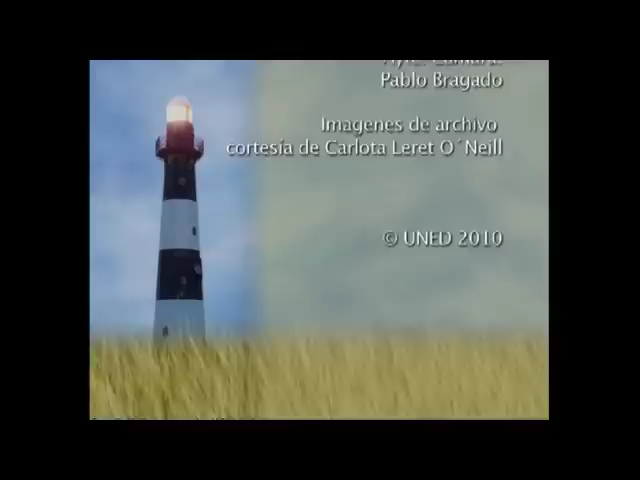 Pablo Bragado
Imagenes de archivo
cortesía de Carlota Leret O´Neill
© UNED 2010